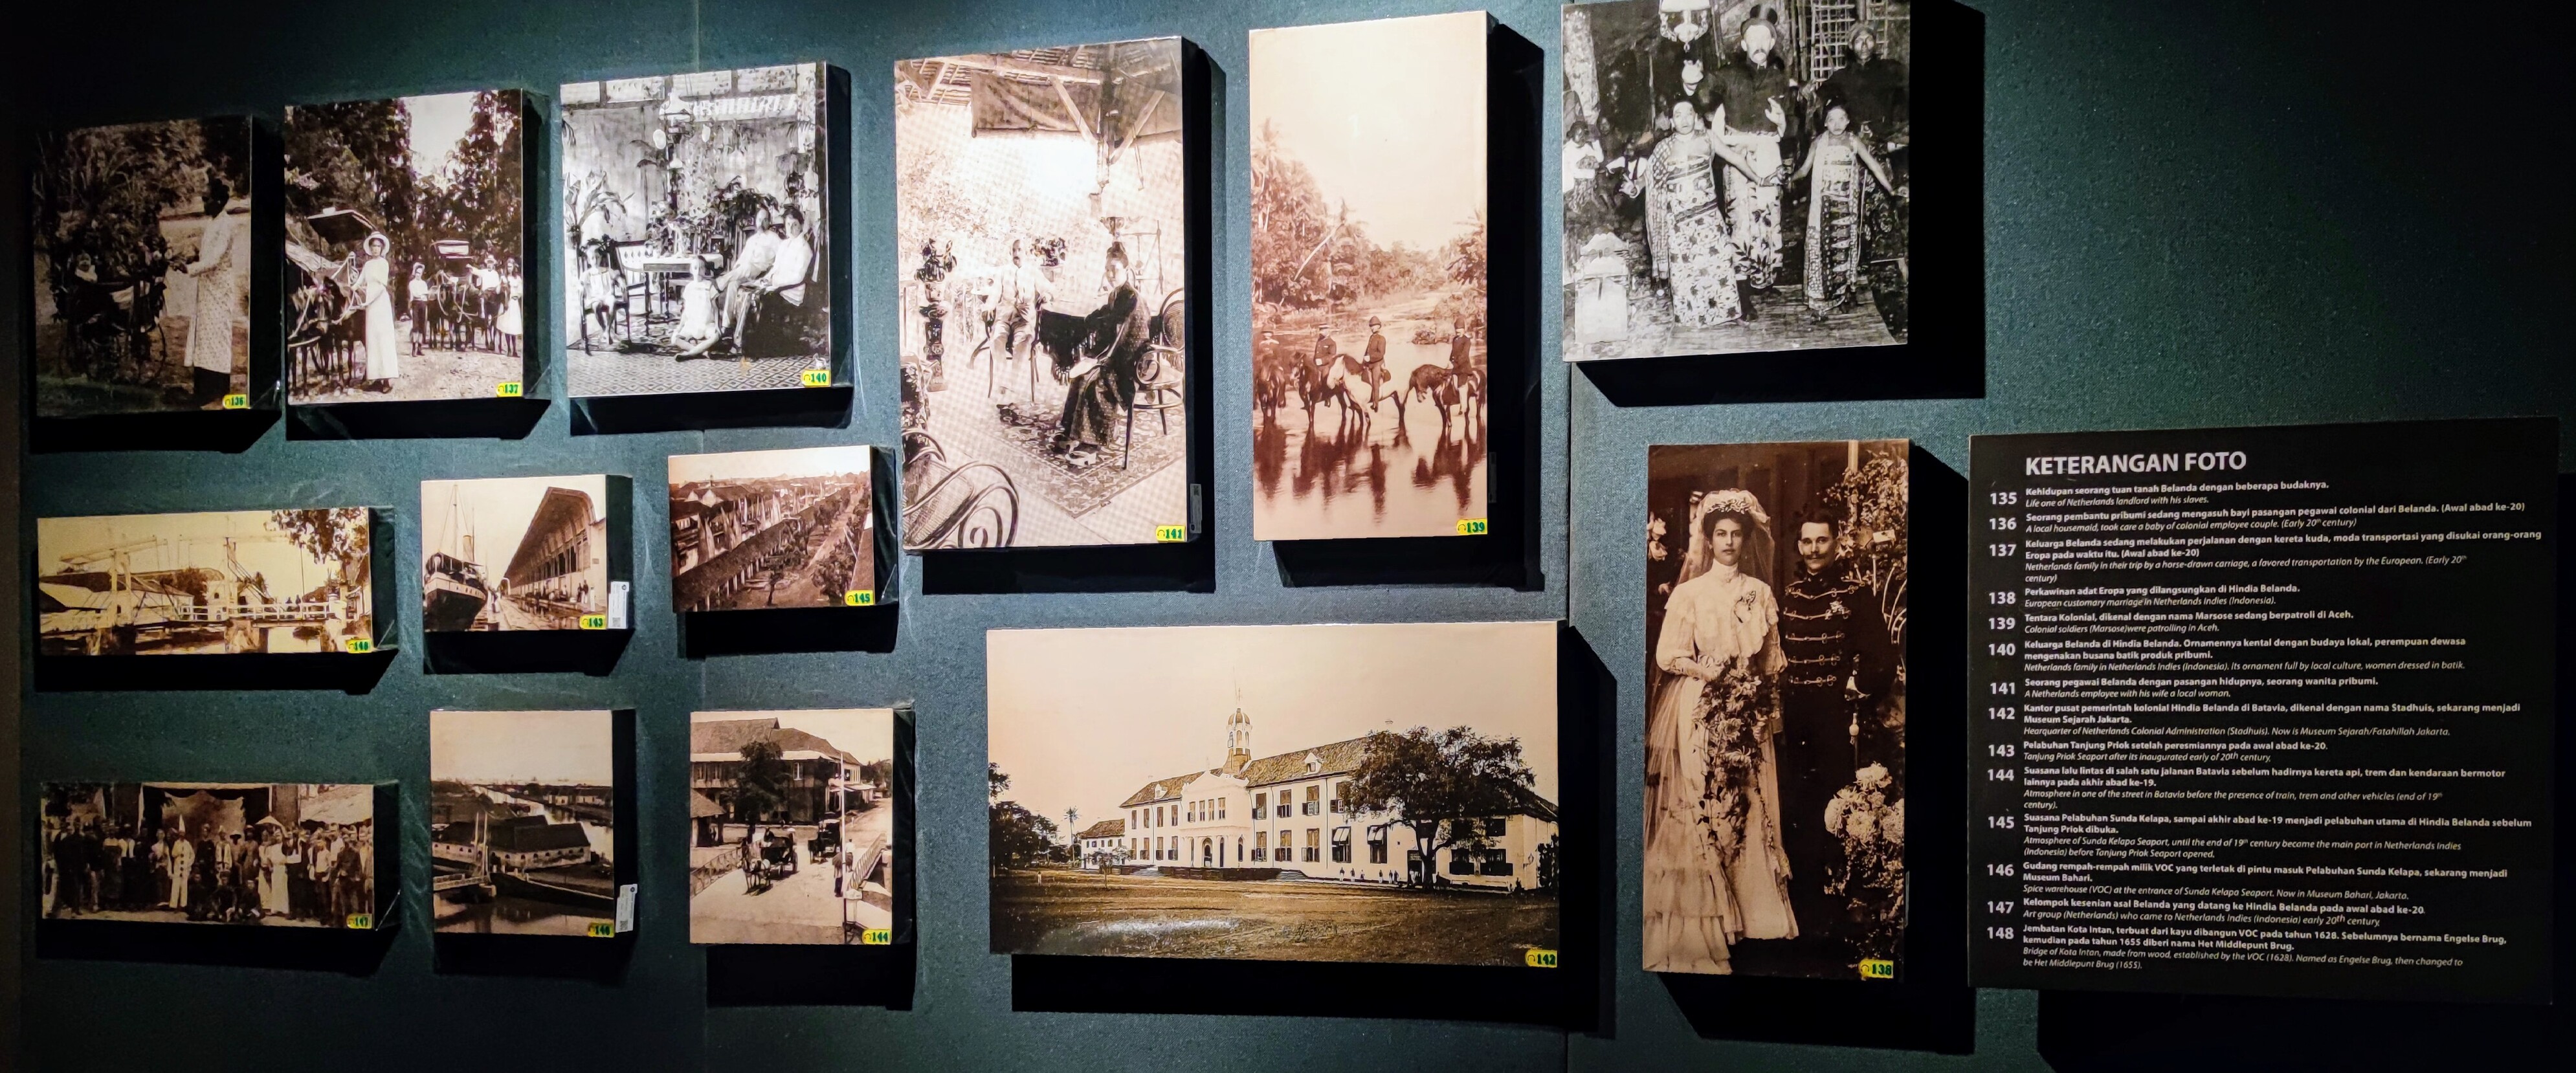 136
137
140
141
139
148
143
145
147
146
144
142
138
KETERANGAN FOTO
135 Kehidupan seorang tuan tanah Belanda dengan beberapa budaknya.
Life one of Netherlands landlord with his slaves.
136 Seorang pembantu pribumi sedang mengasuh bayi pasangan pegawai colonial dari Belanda. (Awal abad ke-20)
A local housemaid, took care a baby of colonial employee couple. (Early 20th century)
137 Keluarga Belanda sedang melakukan perjalanan dengan kereta kuda, moda transportasi yang disukai orang-orang
Eropa pada waktu itu. (Awal abad ke-20)
Netherlands family in their trip by a horse-drawn carriage, a favored transportation by the European. (Early 20th
century)
138 Perkawinan adat Eropa yang dilangsungkan di Hindia Belanda.
European customary marriage in Netherlands Indies (Indonesia).
139 Tentara Kolonial, dikenal dengan nama Marsose sedang berpatroli di Aceh.
Colonial soldiers (Marsose)were patrolling in Aceh.
140 Keluarga Belanda di Hindia Belanda. Ornamennya kental dengan budaya lokal, perempuan dewasa
mengenakan busana batik produk pribumi.
Netherlands family in Netherlands Indies (Indonesia). Its ornament full by local culture, women dressed in batik.
141 Seorang pegawai Belanda dengan pasangan hidupnya, seorang wanita pribumi.
A Netherlands employee with his wife a local woman.
142 Kantor pusat pemerintah kolonial Hindia Belanda di Batavia, dikenal dengan nama Stadhuis, sekarang menjadi
Museum Sejarah Jakarta.
Hearquarter of Netherlands Colonial Administration (Stadhuis). Now is Museum Sejarah/Fatahillah Jakarta.
143 Pelabuhan Tanjung Priok setelah peresmiannya pada awal abad ke-20.
Tanjung Priok Seaport after its inaugurated early of 20th century,
144 Suasana lalu lintas di salah satu jalanan Batavia sebelum hadirnya kereta api, trem dan kendaraan bermotor
lainnya pada akhir abad ke-19.
Atmosphere in one of the street in Batavia before the presence of train, trem and other vehicles (end of 19th
century).
145 Suasana Pelabuhan Sunda Kelapa, sampai akhir abad ke-19 menjadi pelabuhan utama di Hindia Belanda sebelum
Tanjung Priok dibuka.
Atmosphere of Sunda Kelapa Seaport, until the end of 19th century became the main port in Netherlands Indies
(Indonesia) before Tanjung Priok Seaport opened.
146 Gudang rempah-rempah milik VOC yang terletak di pintu masuk Pelabuhan Sunda Kelapa, sekarang menjadi
Museum Bahari.
Spice warehouse (VOC) at the entrance of Sunda Kelapa Seaport. Now in Museum Bahari, Jakarta.
147 Kelompok kesenian asal Belanda yang datang ke Hindia Belanda pada awal abad ke-20.
Art group (Netherlands) who came to Netherlands Indies (Indonesia) early 20th century,
148 Jembatan Kota Intan, terbuat dari kayu dibangun VOC pada tahun 1628. Sebelumnya bernama Engelse Brug,
kemudian pada tahun 1655 diberi nama Het Middlepunt Brug.
Bridge of Kota Intan, made from wood, established by the VOC (1628). Named as Engelse Brug, then changed to
be Het Middlepunt Brug (1655).